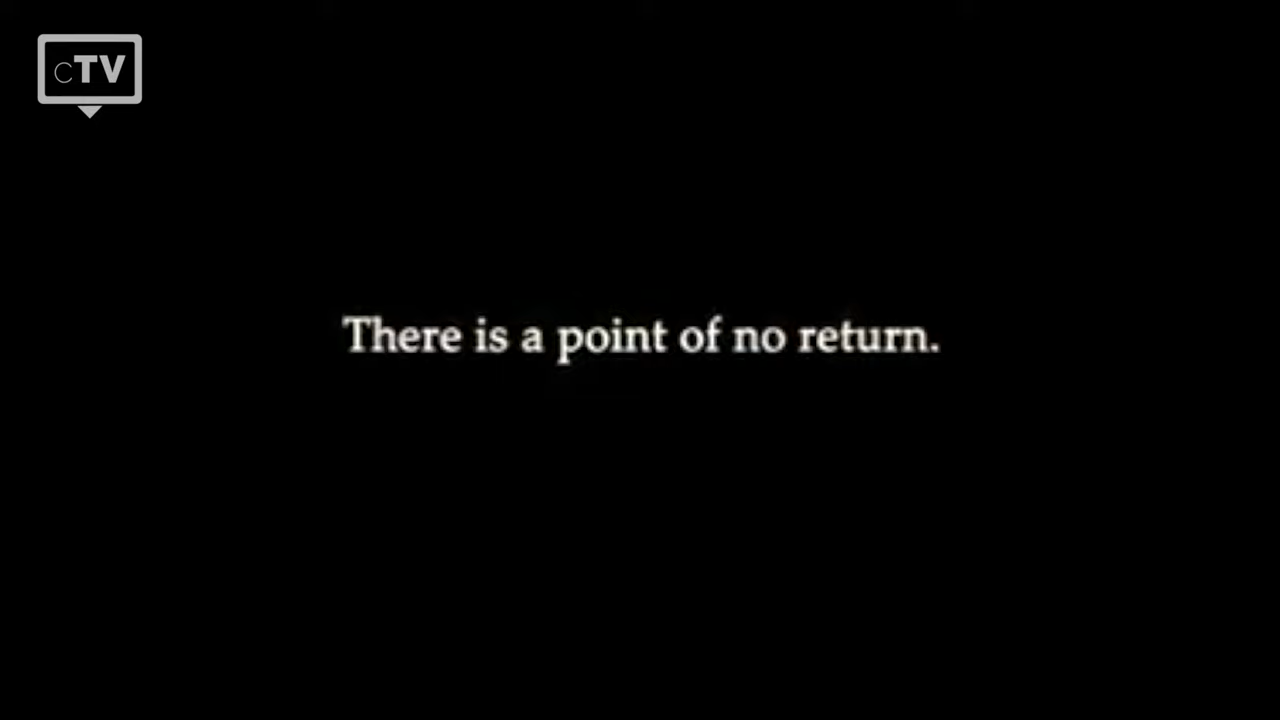 cTV
There is a point of no return.